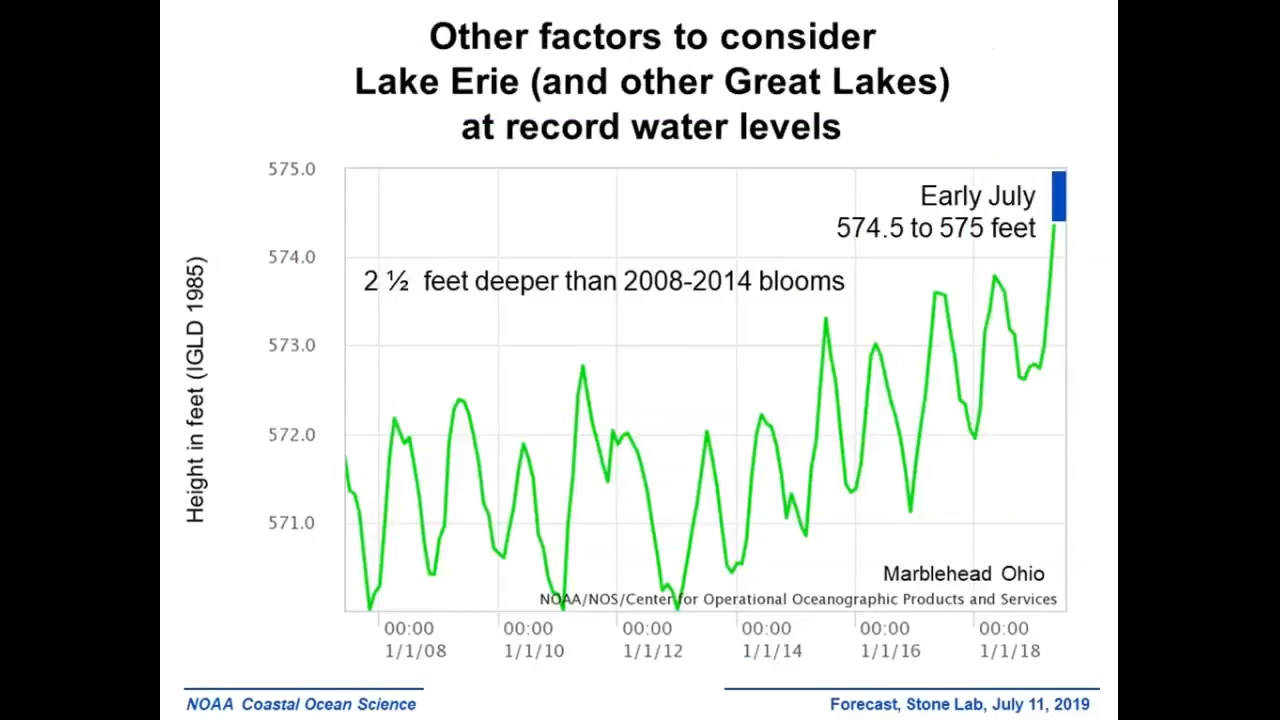 Other factors to consider
Lake Erie (and other Great Lakes)
at record water levels
575.0
Early July
574.5 to 575 feet
574.0
2 ½ feet deeper than 2008-2014 blooms
573.0
572.0
571.0
Height in feet (IGLD 1985)
Marblehead Ohio
NOAA/NOS/Center for Operational Oceanographic Products and Services
00:00 00:00 00:00 00:00 00:00 00:00
1/1/08 1/1/10 1/1/12 1/1/14 1/1/16 1/1/18
NOAA Coastal Ocean Science
Forecast, Stone Lab, July 11, 2019